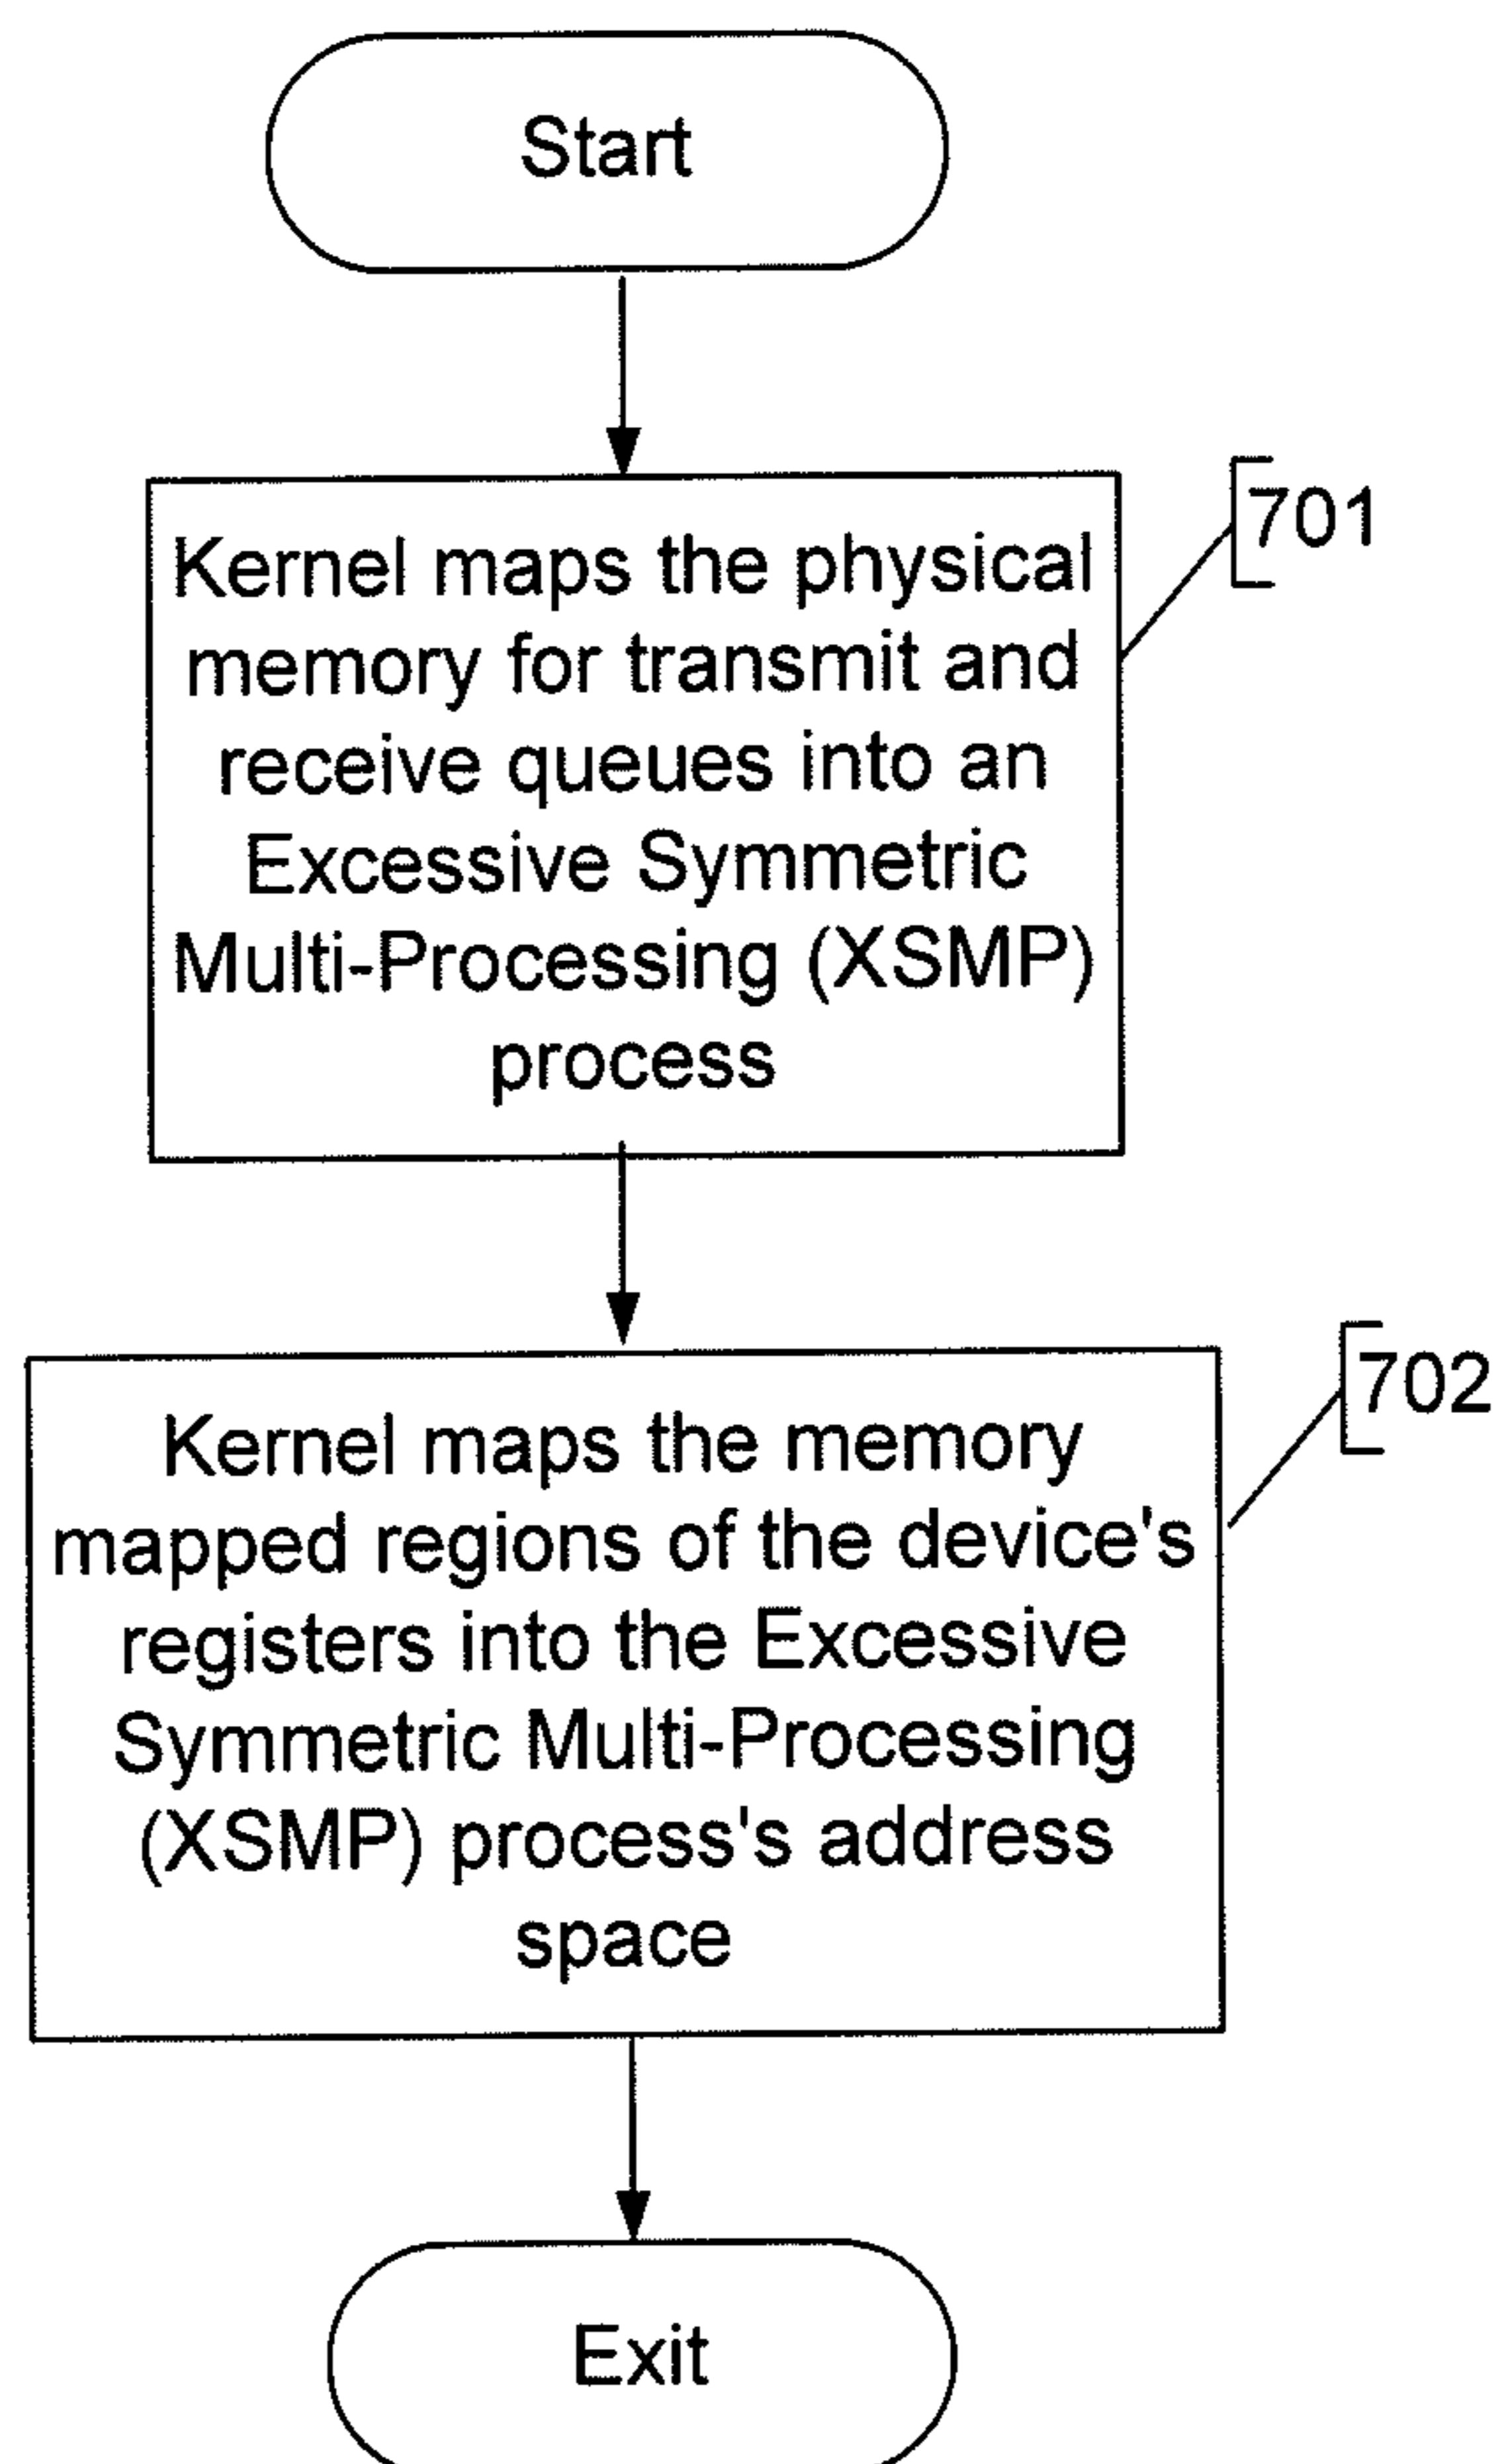 Start
701
Kernel maps the physical
memory for transmit and
receive queues into an
Excessive Symmetric
Multi-Processing (XSMP)
process
702
Kernel maps the memory
mapped regions of the device's
registers into the Excessive
Symmetric Multi-Processing
(XSMP) process's address
space
Exit